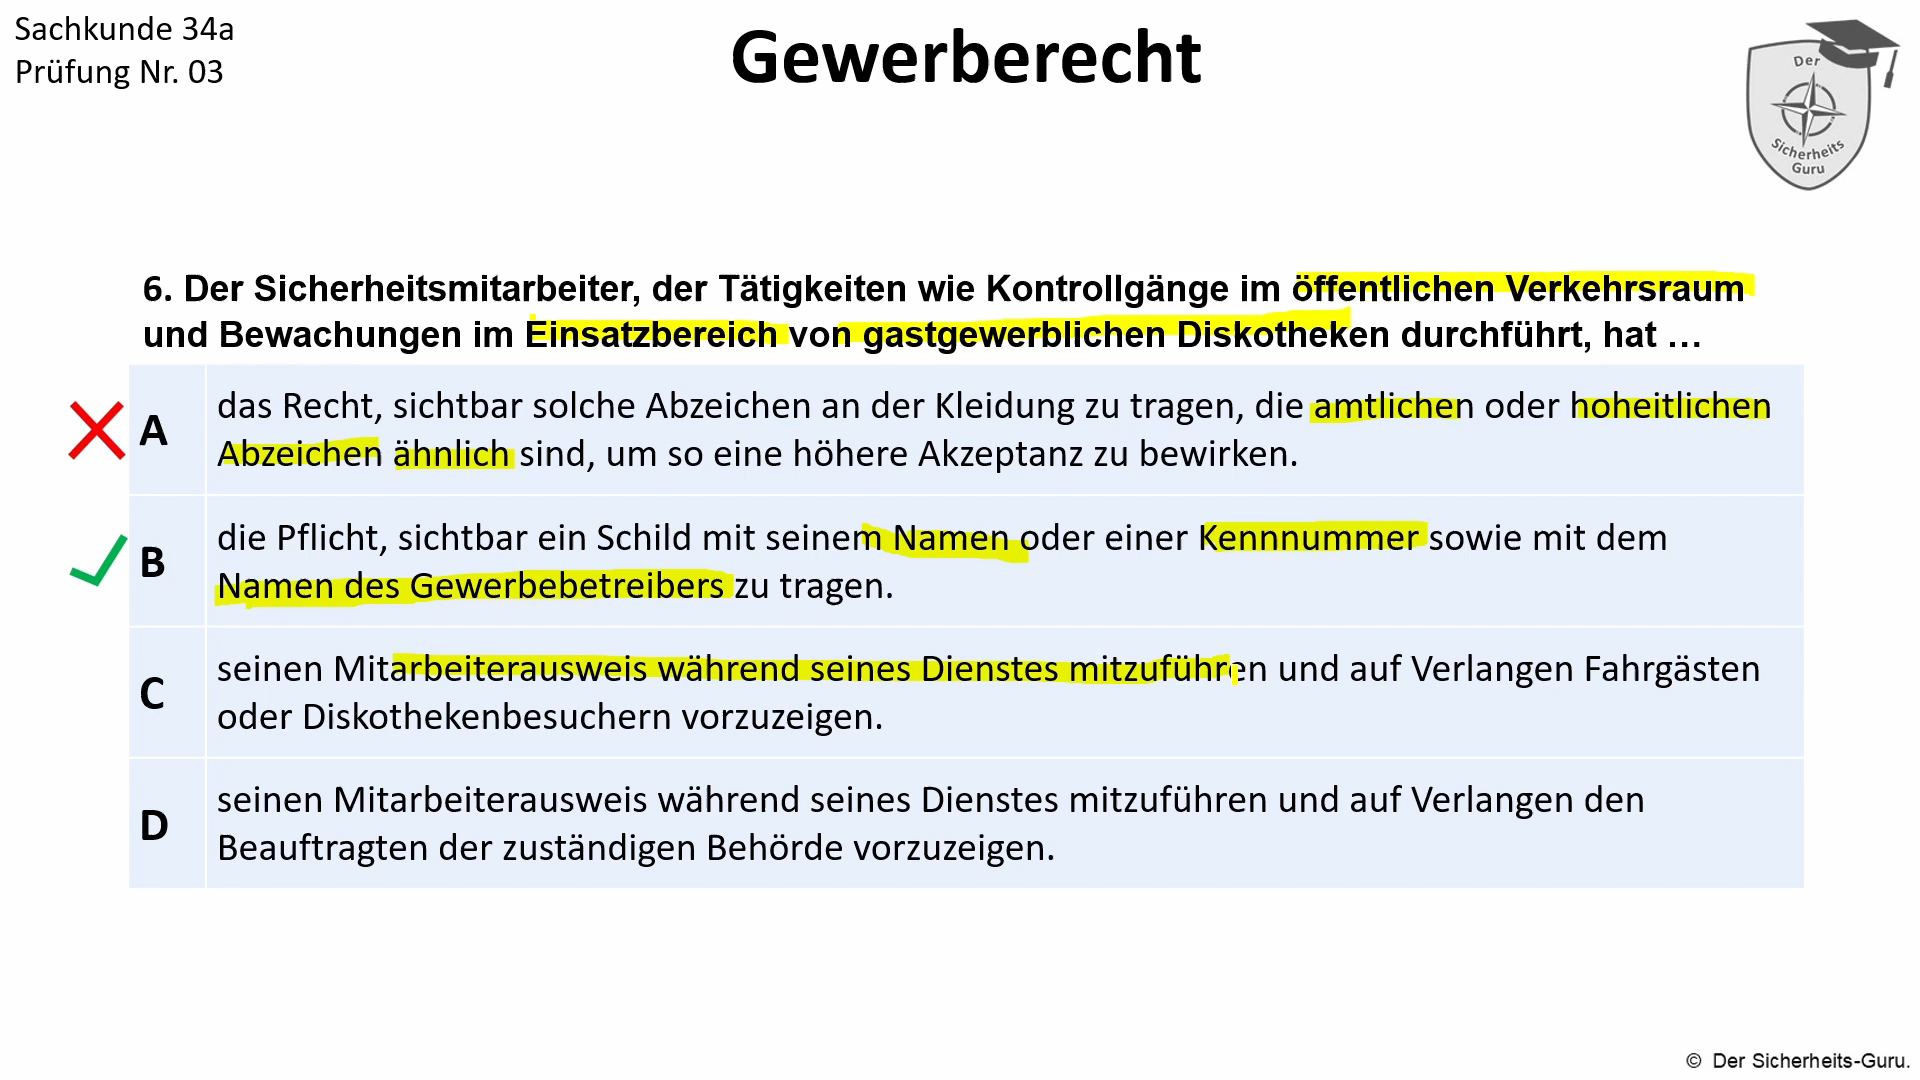 Sachkunde 34a
Prüfung Nr. 03
Gewerberecht
Der
Sicherheits
Guru
6. Der Sicherheitsmitarbeiter, der Tätigkeiten wie Kontrollgänge im öffentlichen Verkehrsraum
und Bewachungen im Einsatzbereich von gastgewerblichen Diskotheken durchführt, hat …
A
das Recht, sichtbar solche Abzeichen an der Kleidung zu tragen, die amtlichen oder hoheitlichen
Abzeichen ähnlich sind, um so eine höhere Akzeptanz zu bewirken.
B
die Pflicht, sichtbar ein Schild mit seinem Namen oder einer Kennnummer sowie mit dem
Namen des Gewerbebetreibers zu tragen.
C
seinen Mitarbeiterausweis während seines Dienstes mitzuführen und auf Verlangen Fahrgästen
oder Diskothekenbesuchern vorzuzeigen.
D
seinen Mitarbeiterausweis während seines Dienstes mitzuführen und auf Verlangen den
Beauftragten der zuständigen Behörde vorzuzeigen.
© Der Sicherheits-Guru.